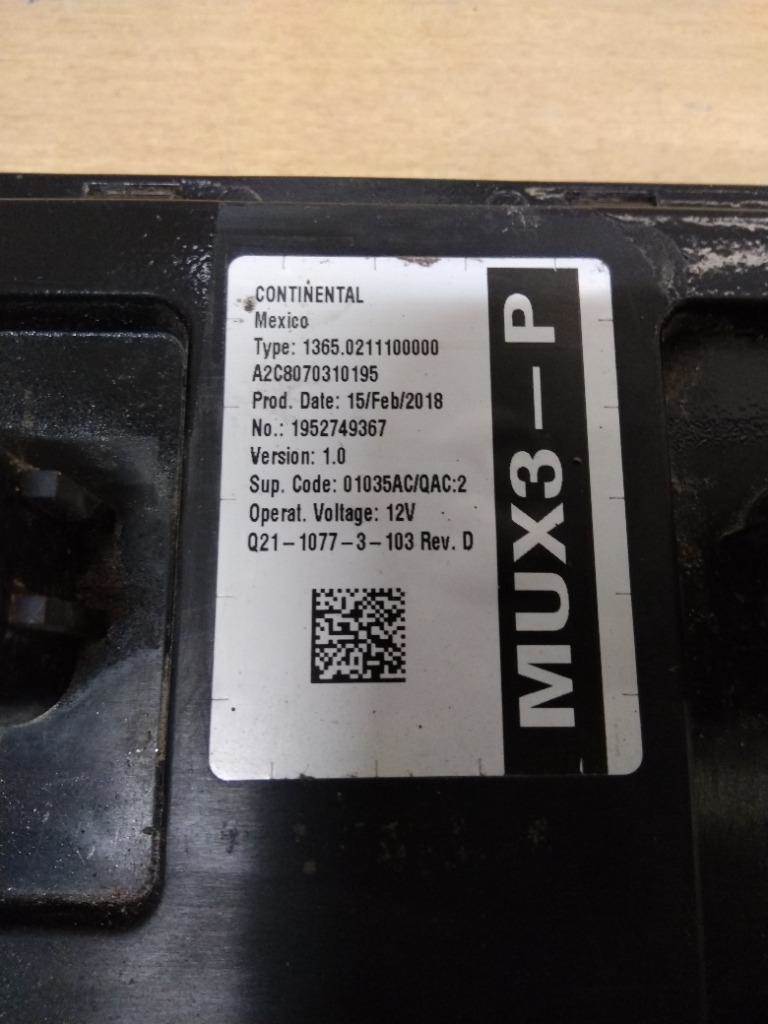 CONTINENTAL
Mexico
Type: 1365.0211100000
A2C8070310195
Prod. Date: 15/Feb/2018
No.: 1952749367
Version: 1.0
Sup. Code: 01035AC/QAC:2
Operat. Voltage: 12V
Q21-1077-3-103 Rev. D
MUX3-P